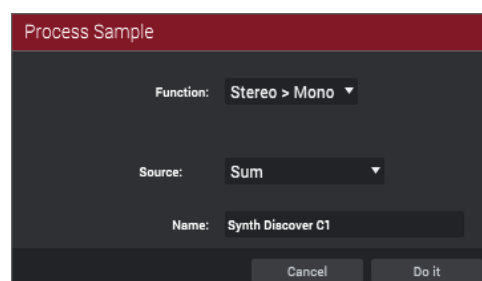 Process Sample
Function: Stereo > Mono
Source: Sum
Name: Synth Discover C1
Cancel Do it